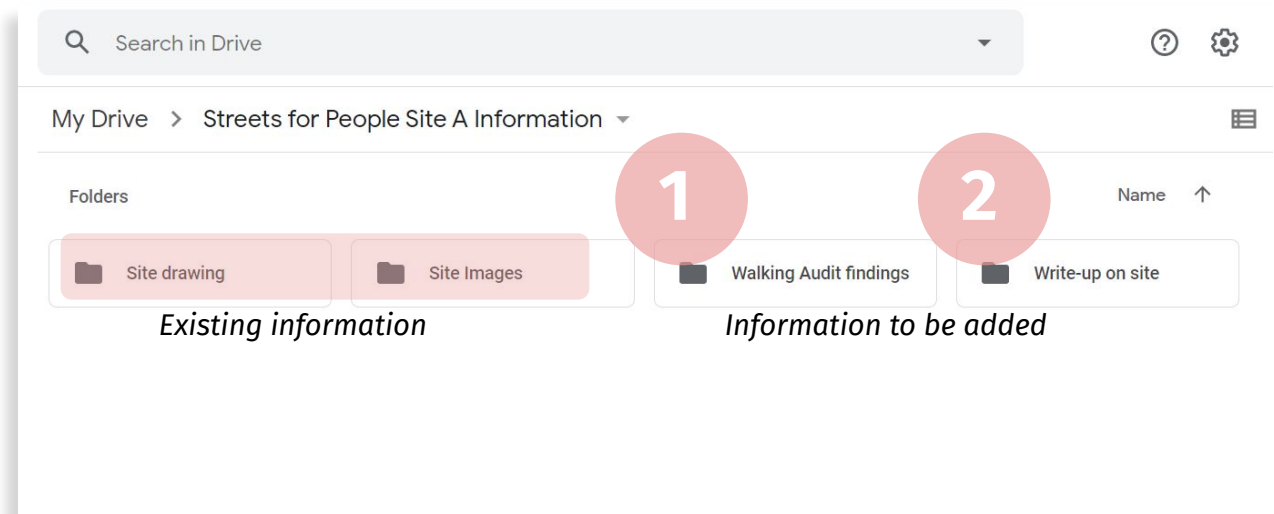 Search in Drive
My Drive > Streets for People Site A Information
1 2
Folders Name
Site drawing Site Images Walking Audit findings Write-up on site
Existing information Information to be added